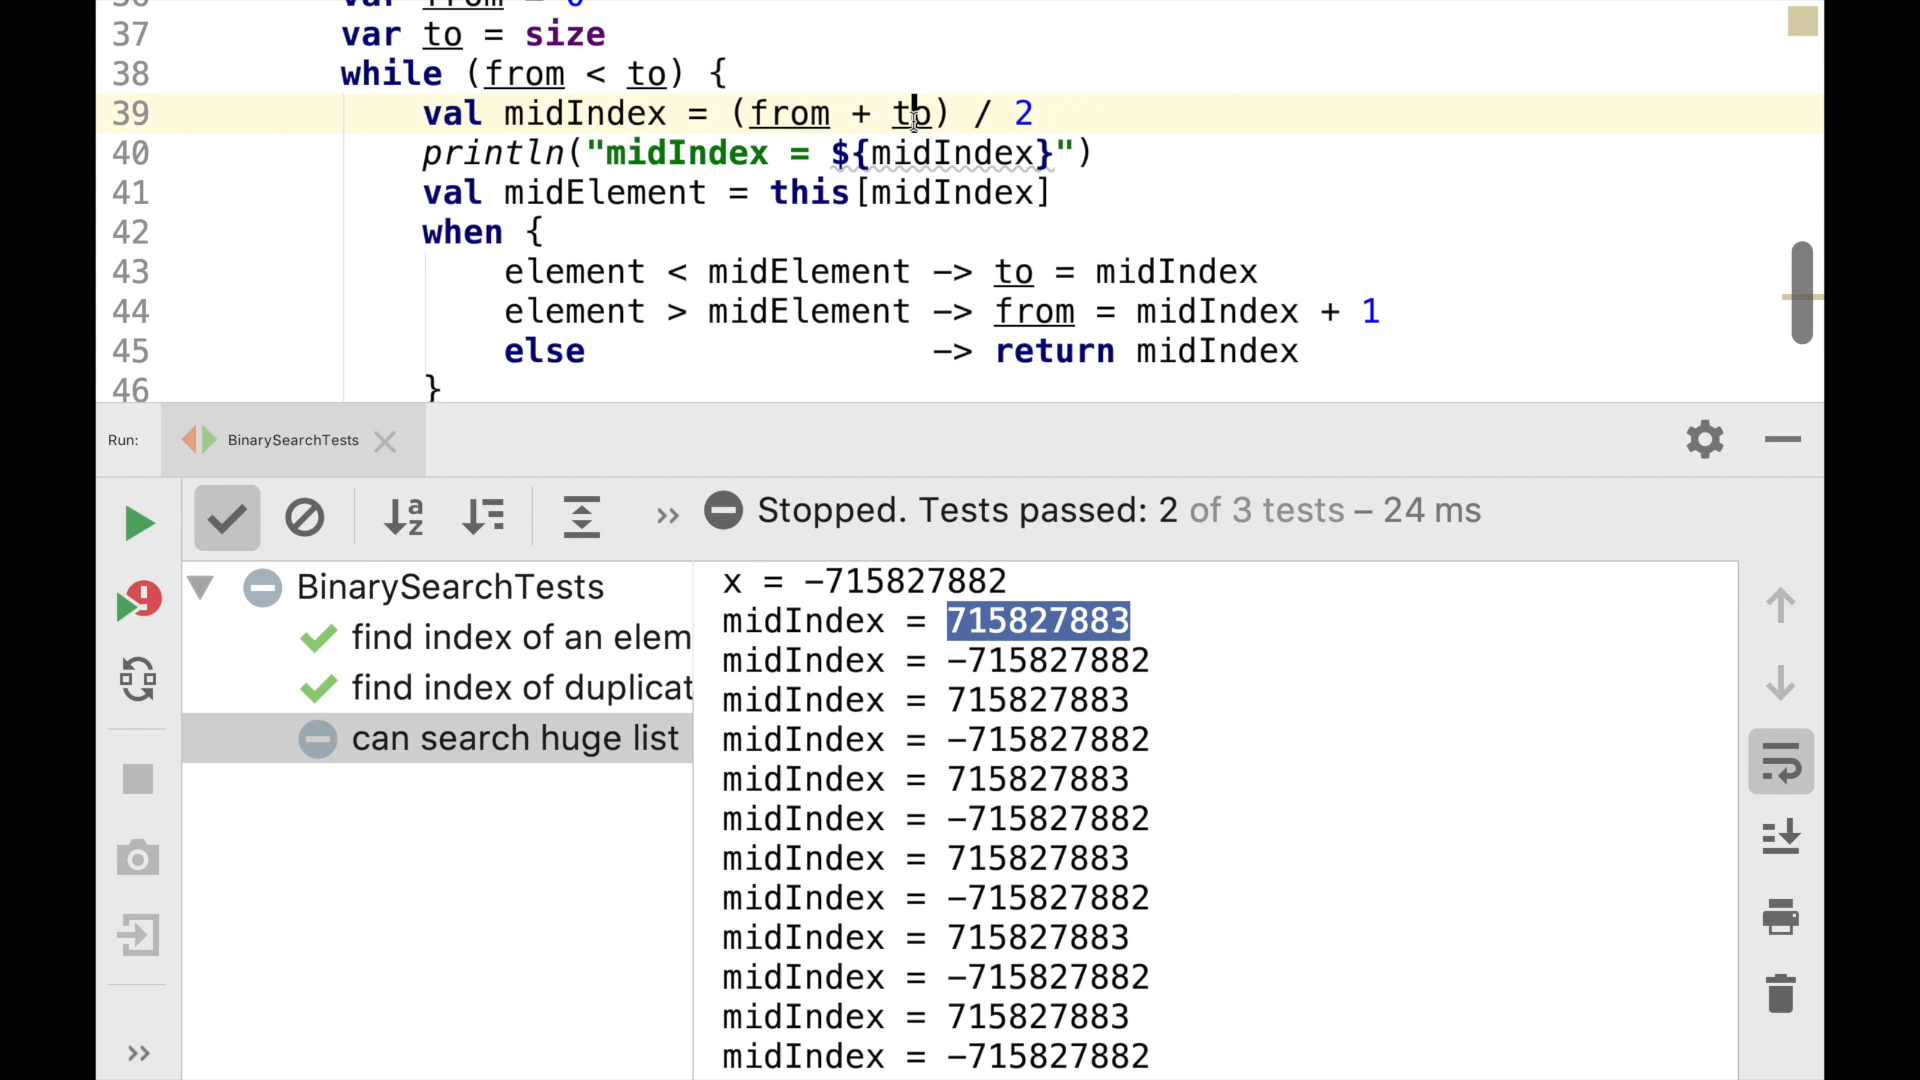 36 var from = 0
37 var to = size
38 while (from < to) {
39 val midIndex = (from + to) / 2
40 println("midIndex = ${midIndex}")
41 val midElement = this[midIndex]
42 when {
43 element < midElement -> to = midIndex
44 element > midElement -> from = midIndex + 1
45 else -> return midIndex
46 }
Run: BinarySearchTests
Stopped. Tests passed: 2 of 3 tests – 24 ms
BinarySearchTests
find index of an elem
find index of duplicat
can search huge list
x = -715827882
midIndex = 715827883
midIndex = -715827882
midIndex = 715827883
midIndex = -715827882
midIndex = 715827883
midIndex = -715827882
midIndex = 715827883
midIndex = -715827882
midIndex = 715827883
midIndex = -715827882
midIndex = 715827883
midIndex = -715827882